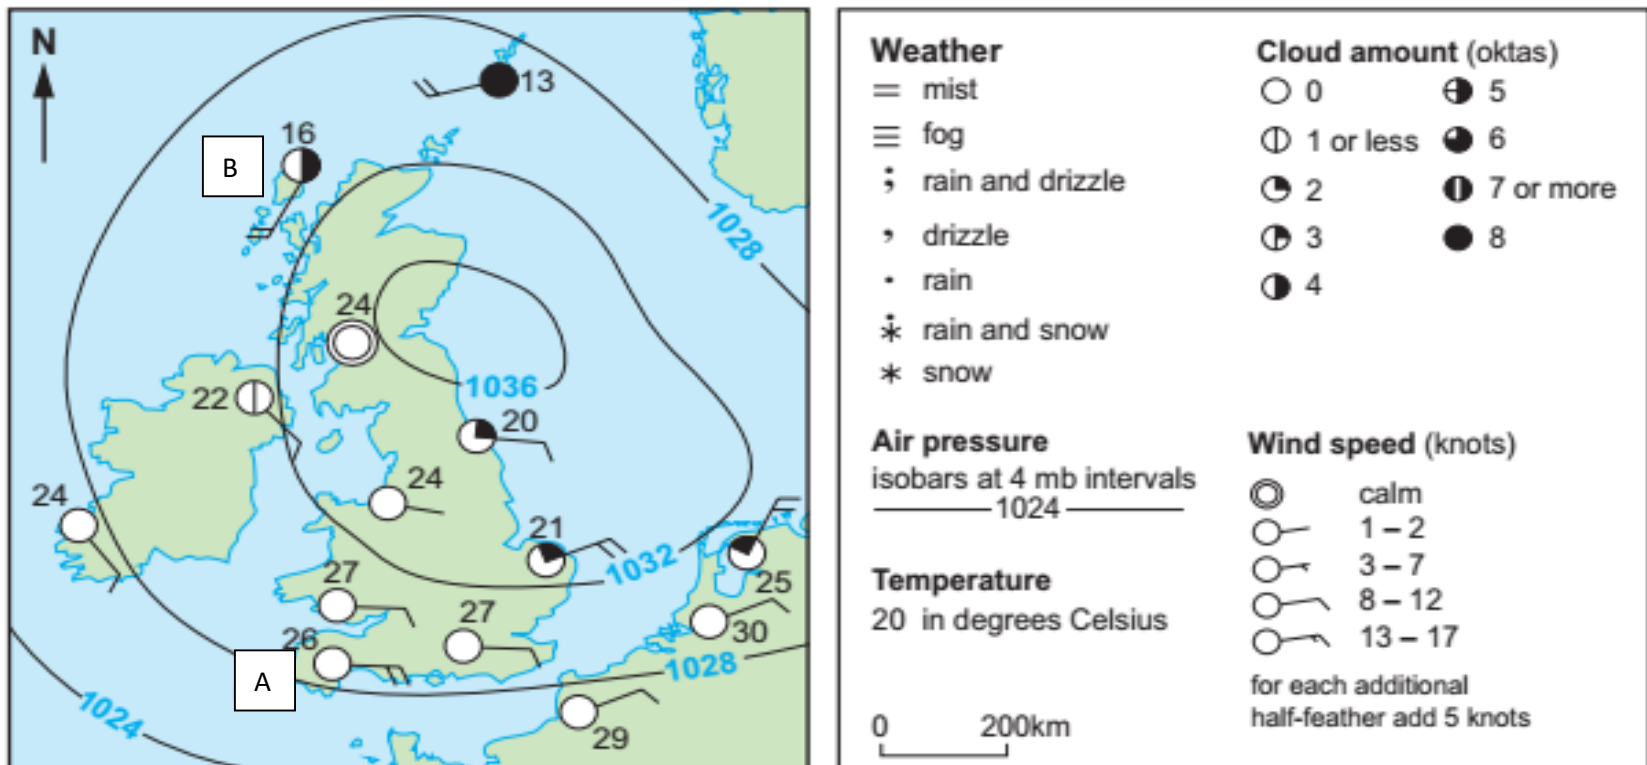 N
13
16
B
1028
24
1036
22
20
24
24
21
1032
25
27
27
30
26
A
1028
1024
29
Weather
mist
fog
rain and drizzle
drizzle
rain
rain and snow
snow
Cloud amount (oktas)
0
1 or less
2
3
4
5
6
7 or more
8
Air pressure
isobars at 4 mb intervals
1024
Temperature
20 in degrees Celsius
0 200km
Wind speed (knots)
calm
1 – 2
3 – 7
8 – 12
13 – 17
for each additional
half-feather add 5 knots